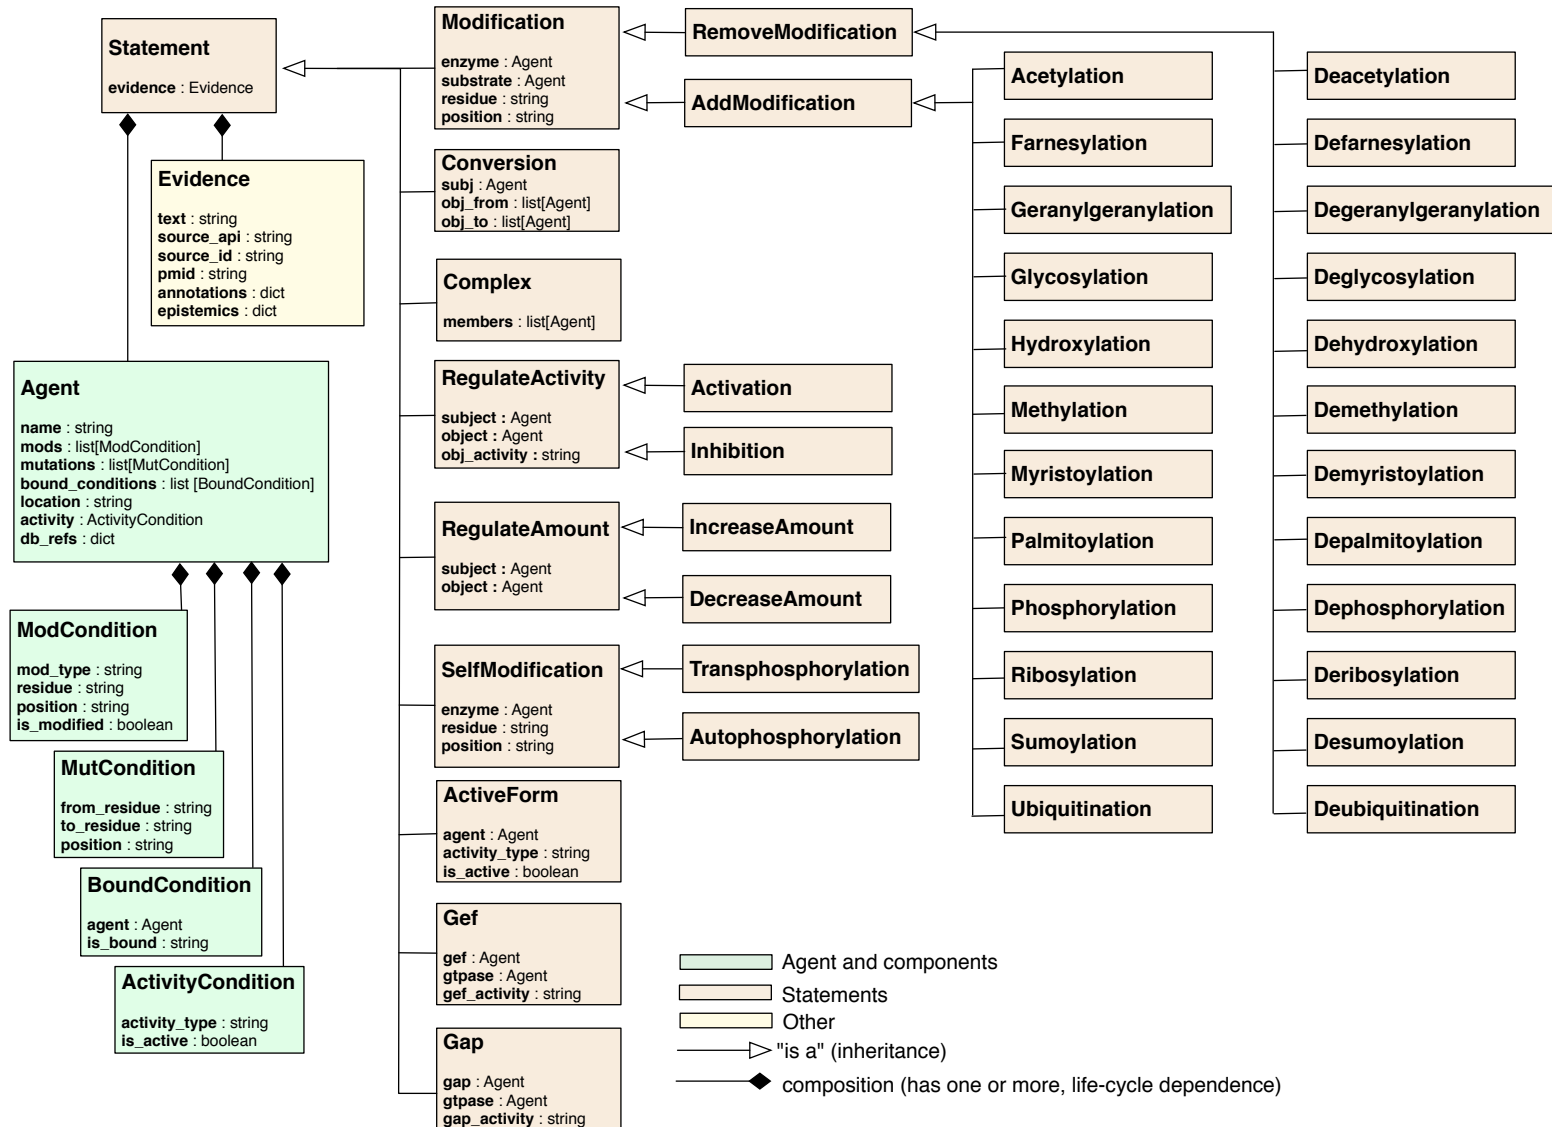 Statement
evidence : Evidence
Evidence
text : string
source_api : string
source_id : string
pmid : string
annotations : dict
epistemics : dict
Agent
name : string
mods : list[ModCondition]
mutations : list[MutCondition]
bound_conditions : list [BoundCondition]
location : string
activity : ActivityCondition
db_refs : dict
ModCondition
mod_type : string
residue : string
position : string
is_modified : boolean
MutCondition
from_residue : string
to_residue : string
position : string
BoundCondition
agent : Agent
is_bound : string
ActivityCondition
activity_type : string
is_active : boolean
Modification
enzyme : Agent
substrate : Agent
residue : string
position : string
Conversion
subj : Agent
obj_from : list[Agent]
obj_to : list[Agent]
Complex
members : list[Agent]
RegulateActivity
subject : Agent
object : Agent
obj_activity : string
RegulateAmount
subject : Agent
object : Agent
SelfModification
enzyme : Agent
residue : string
position : string
ActiveForm
agent : Agent
activity_type : string
is_active : boolean
Gef
gef : Agent
gtpase : Agent
gef_activity : string
Gap
gap : Agent
gtpase : Agent
gap_activity : string
RemoveModification
AddModification
Activation
Inhibition
IncreaseAmount
DecreaseAmount
Transphosphorylation
Autophosphorylation
Acetylation
Farnesylation
Geranylgeranylation
Glycosylation
Hydroxylation
Methylation
Myristoylation
Palmitoylation
Phosphorylation
Ribosylation
Sumoylation
Ubiquitination
Deacetylation
Defarnesylation
Degeranylgeranylation
Deglycosylation
Dehydroxylation
Demethylation
Demyristoylation
Depalmitoylation
Dephosphorylation
Deribosylation
Desumoylation
Deubiquitination
Agent and components
Statements
Other
"is a" (inheritance)
composition (has one or more, life-cycle dependence)